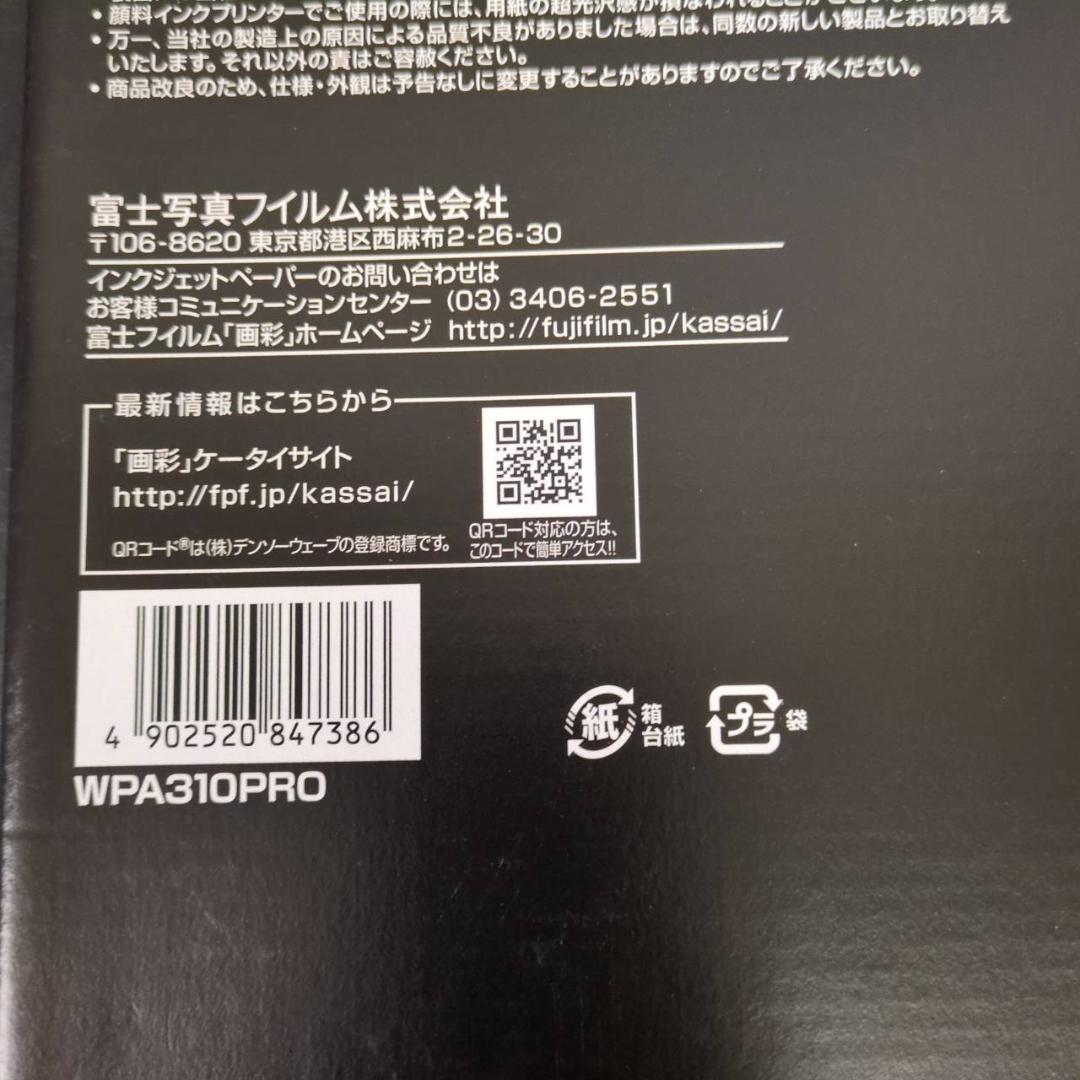 ・顔料インクプリンターでご使用の際には、用紙の超光沢感が損なわれることがございます。
・万一、当社の製造上の原因による品質不良がありました場合は、同数の新しい製品とお取り替え
いたします。それ以外の責はご容赦ください。
・商品改良のため、仕様・外観は予告なしに変更することがありますのでご了承ください。
富士写真フイルム株式会社
〒106-8620 東京都港区西麻布2-26-30
インクジェットペーパーのお問い合わせは
お客様コミュニケーションセンター (03) 3406-2551
富士フイルム「画彩」ホームページ http://fujifilm.jp/kassai/
最新情報はこちらから
「画彩」ケータイサイト
http://fpf.jp/kassai/
QRコード®は(株)デンソーウェーブの登録商標です。
QRコード対応の方は、
このコードで簡単アクセス!!
4 902520 847386
WPA310PRO
紙 箱
台紙
プラ 袋